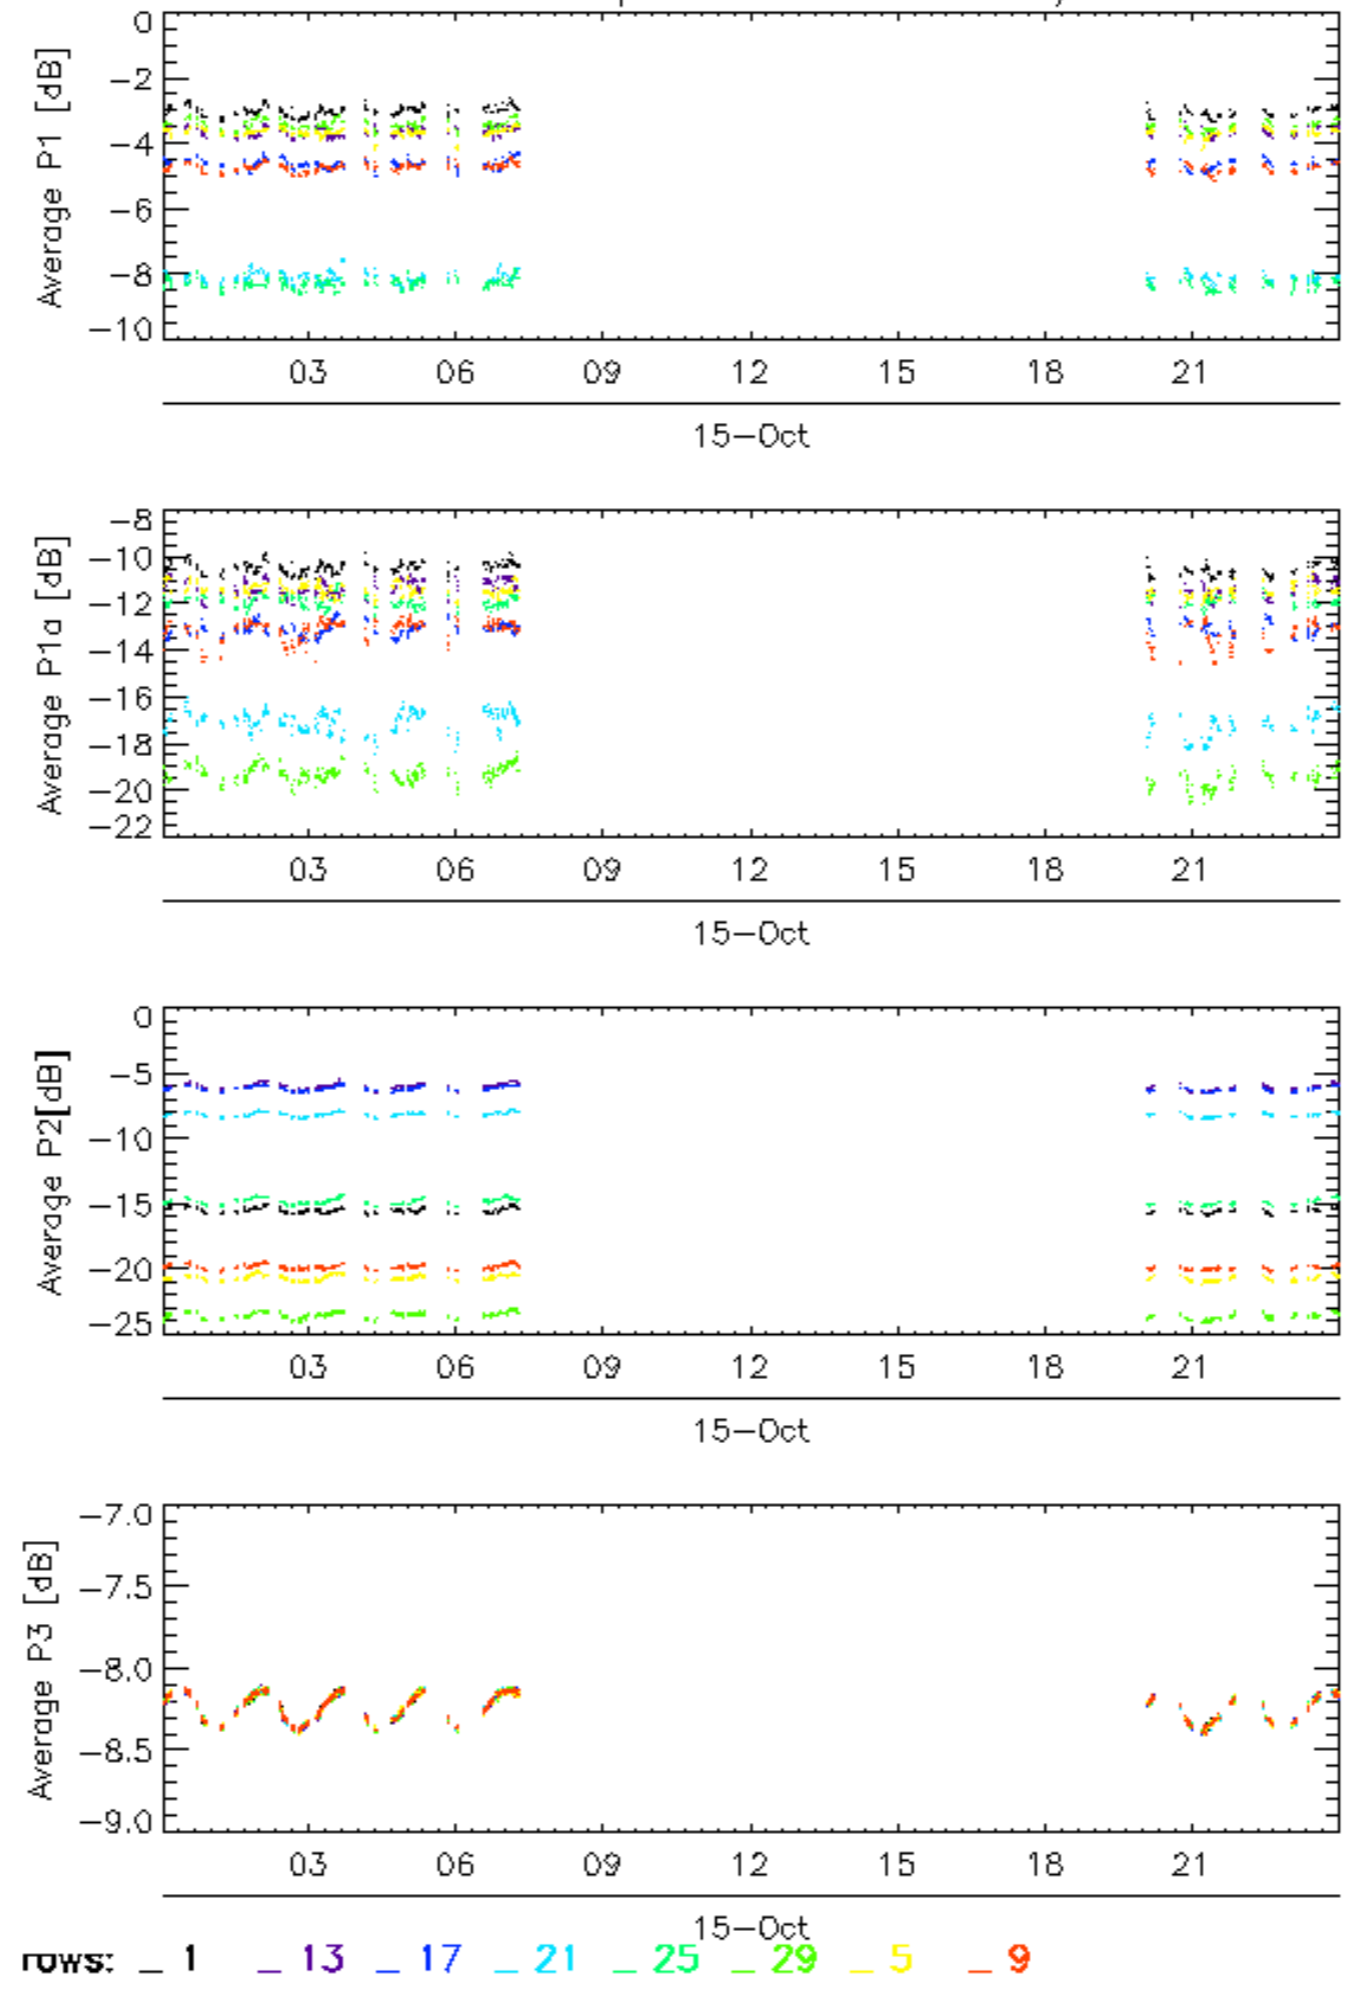 0
−2
−4
−6
−8
−10
Average P1 [dB]
03 06 09 12 15 18 21
15−Oct
−8
−10
−12
−14
−16
−18
−20
−22
Average P1a [dB]
03 06 09 12 15 18 21
15−Oct
0
−5
−10
−15
−20
−25
Average P2[dB]
03 06 09 12 15 18 21
15−Oct
−7.0
−7.5
−8.0
−8.5
−9.0
Average P3 [dB]
03 06 09 12 15 18 21
15−Oct
rows: _ 1 _ 13 _ 17 _ 21 _ 25 _ 29 _ 5 _ 9